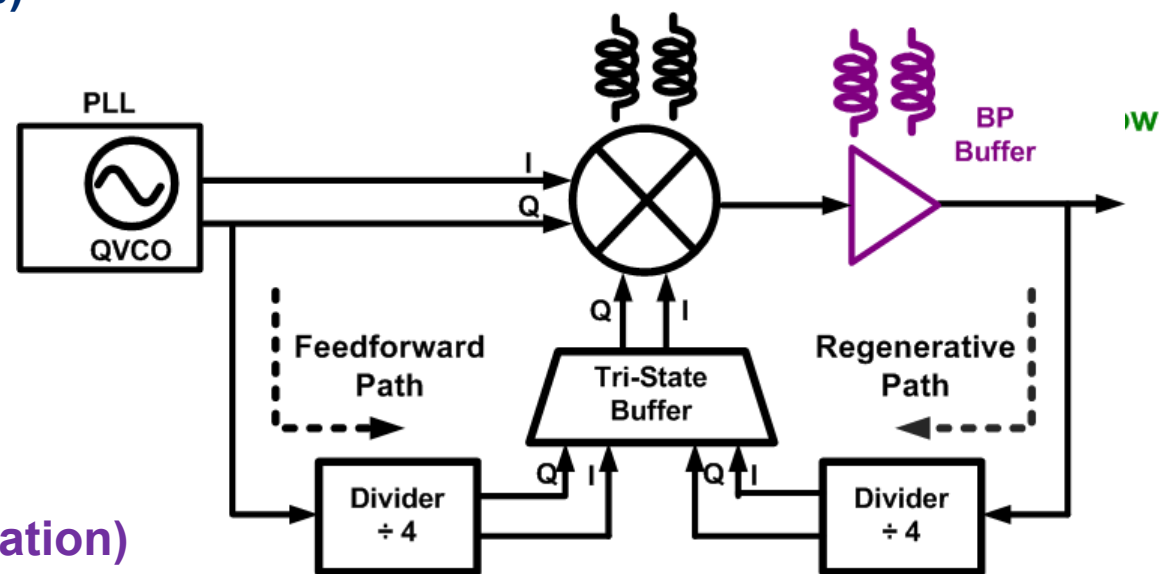 PLL
QVCO
I
Q
BP
Buffer
Feedforward
Path
Q
I
Regenerative
Path
Tri-State
Buffer
Q
I
Q
I
Divider
÷ 4
Divider
÷ 4
ation)